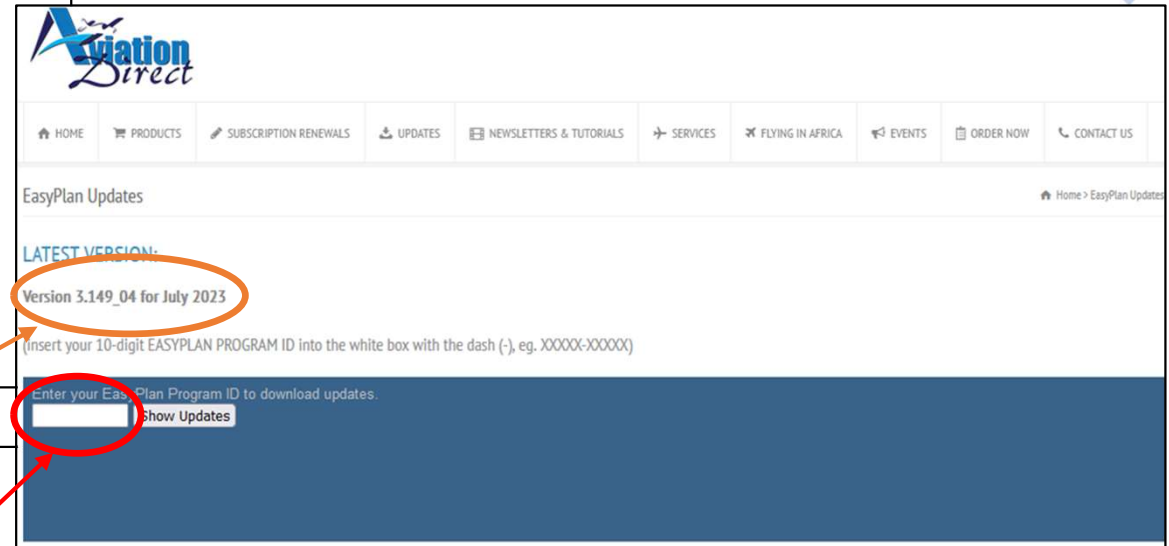 Aviation
Direct
HOME PRODUCTS SUBSCRIPTION RENEWALS UPDATES NEWSLETTERS & TUTORIALS SERVICES FLYING IN AFRICA EVENTS ORDER NOW CONTACT US
EasyPlan Updates Home > EasyPlan Updates
LATEST VERSION:
Version 3.149_04 for July 2023
(insert your 10-digit EASYPLAN PROGRAM ID into the white box with the dash (-), eg. XXXXX-XXXXX)
Enter your EasyPlan Program ID to download updates.
Show Updates